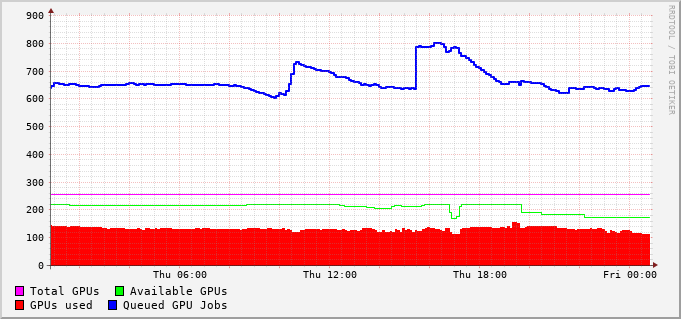 900
800
700
600
500
400
300
200
100
0
Thu 06:00 Thu 12:00 Thu 18:00 Fri 00:00
Total GPUs Available GPUs
GPUs used Queued GPU Jobs
RRDTOOL / TOBI OETIKER